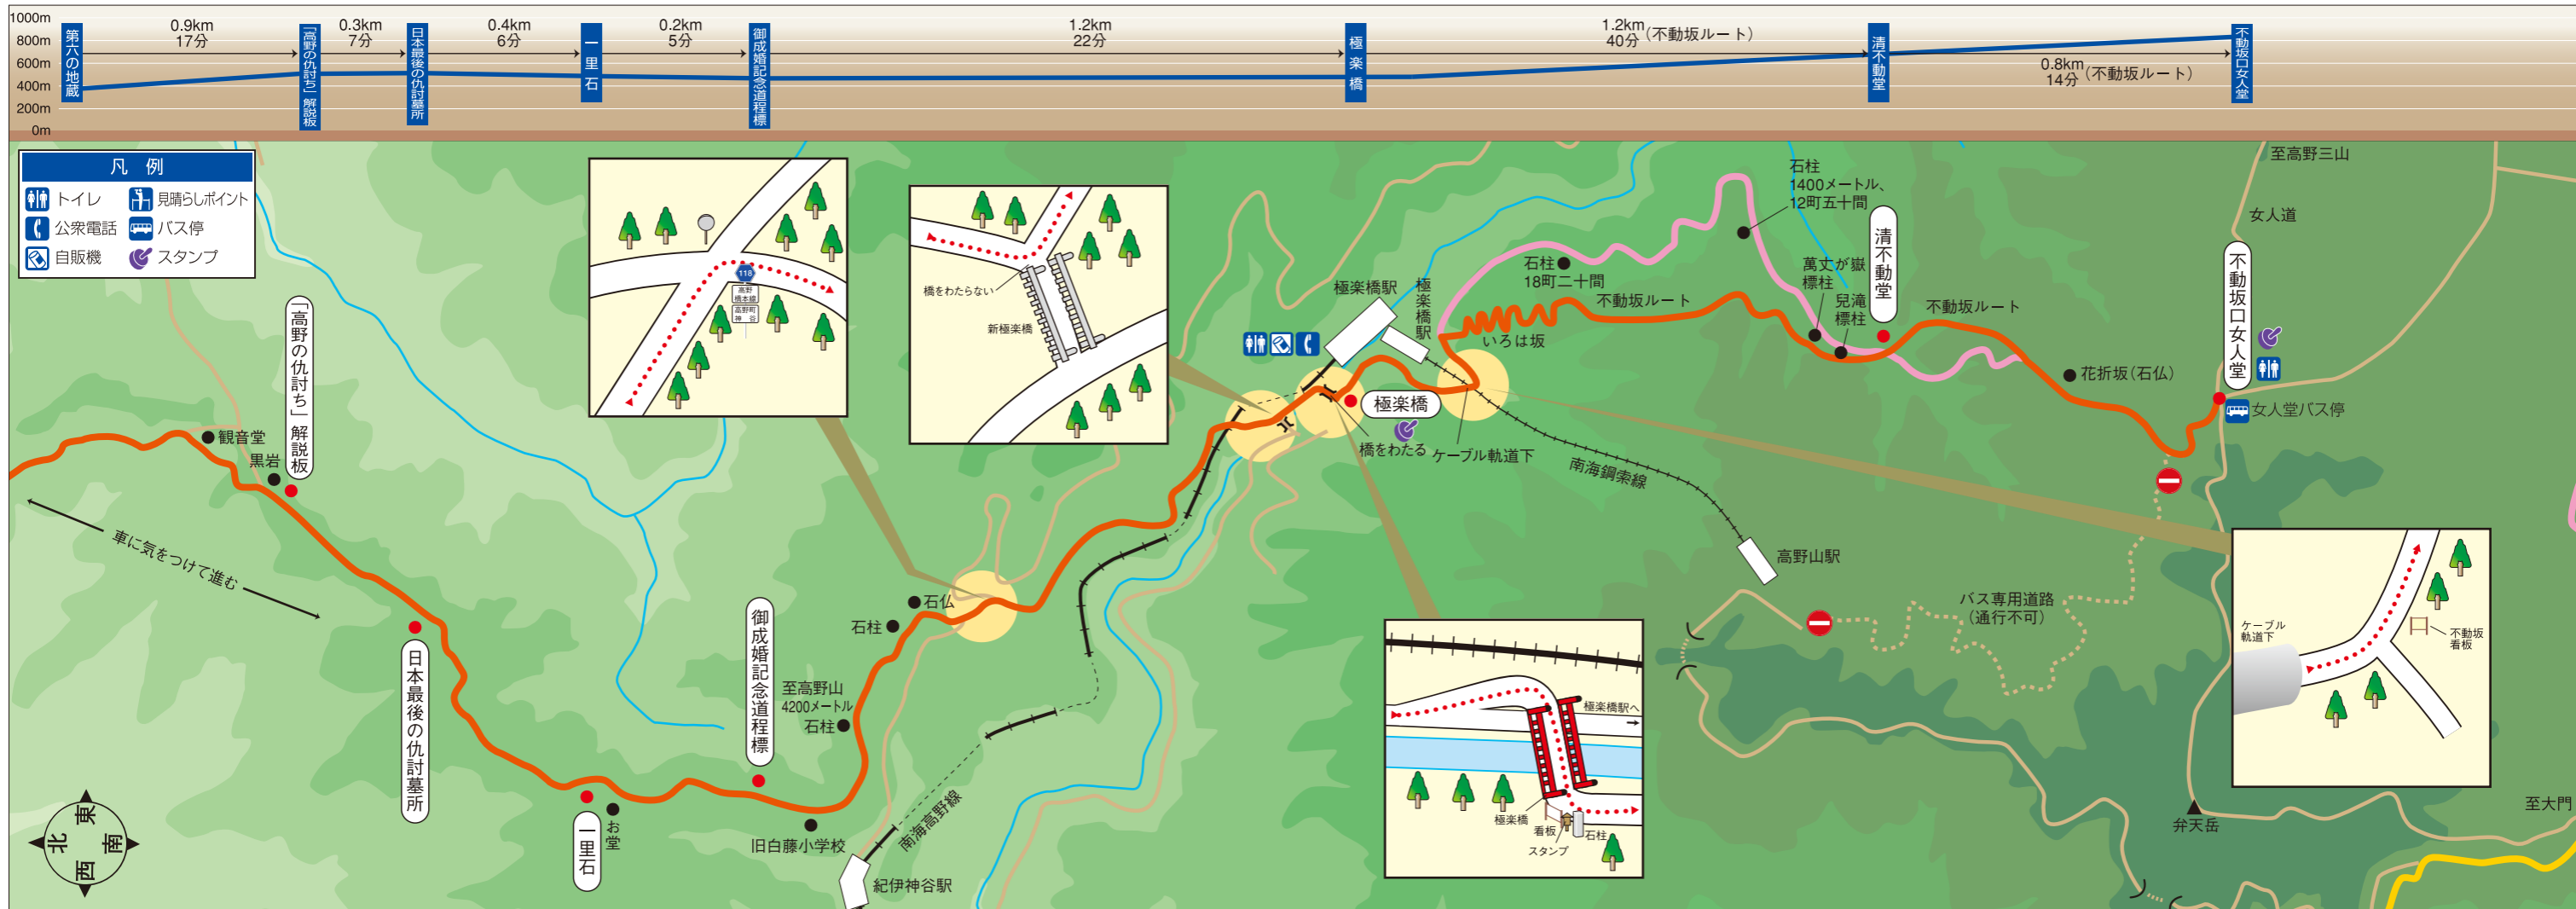 1000m
800m
600m
400m
200m
0m
第六の地蔵
0.9km
17分
「高野の仇討ち」解説板
0.3km
7分
日本最後の仇討墓所
0.4km
6分
一里石
0.2km
5分
御成婚記念道程標
1.2km
22分
極楽橋
1.2km
40分(不動坂ルート)
清不動堂
0.8km
14分(不動坂ルート)
不動坂口女人堂
凡 例
トイレ
見晴らしポイント
公衆電話
バス停
自販機
スタンプ
観音堂
黒岩
「高野の仇討ち」解説板
車に気をつけて進む
日本最後の仇討墓所
一里石
お堂
御成婚記念道程標
至高野山
4200メートル
石柱
旧白藤小学校
紀伊神谷駅
南海高野線
石柱
石仏
118
高野
橋本線
高野町
神谷
橋をわたらない
新極楽橋
極楽橋駅
極楽橋駅
極楽橋
橋をわたる
ケーブル軌道下
いろは坂
石柱
18町二十間
不動坂ルート
石柱
1400メートル、
12町五十間
萬丈が嶽
標柱
兒滝
標柱
清不動堂
不動坂ルート
花折坂(石仏)
不動坂口女人堂
女人堂バス停
至高野三山
女人道
南海鋼索線
高野山駅
バス専用道路
(通行不可)
極楽橋駅へ
極楽橋
看板
石柱
スタンプ
ケーブル
軌道下
不動坂
看板
弁天岳
至大門
東
北
南
西